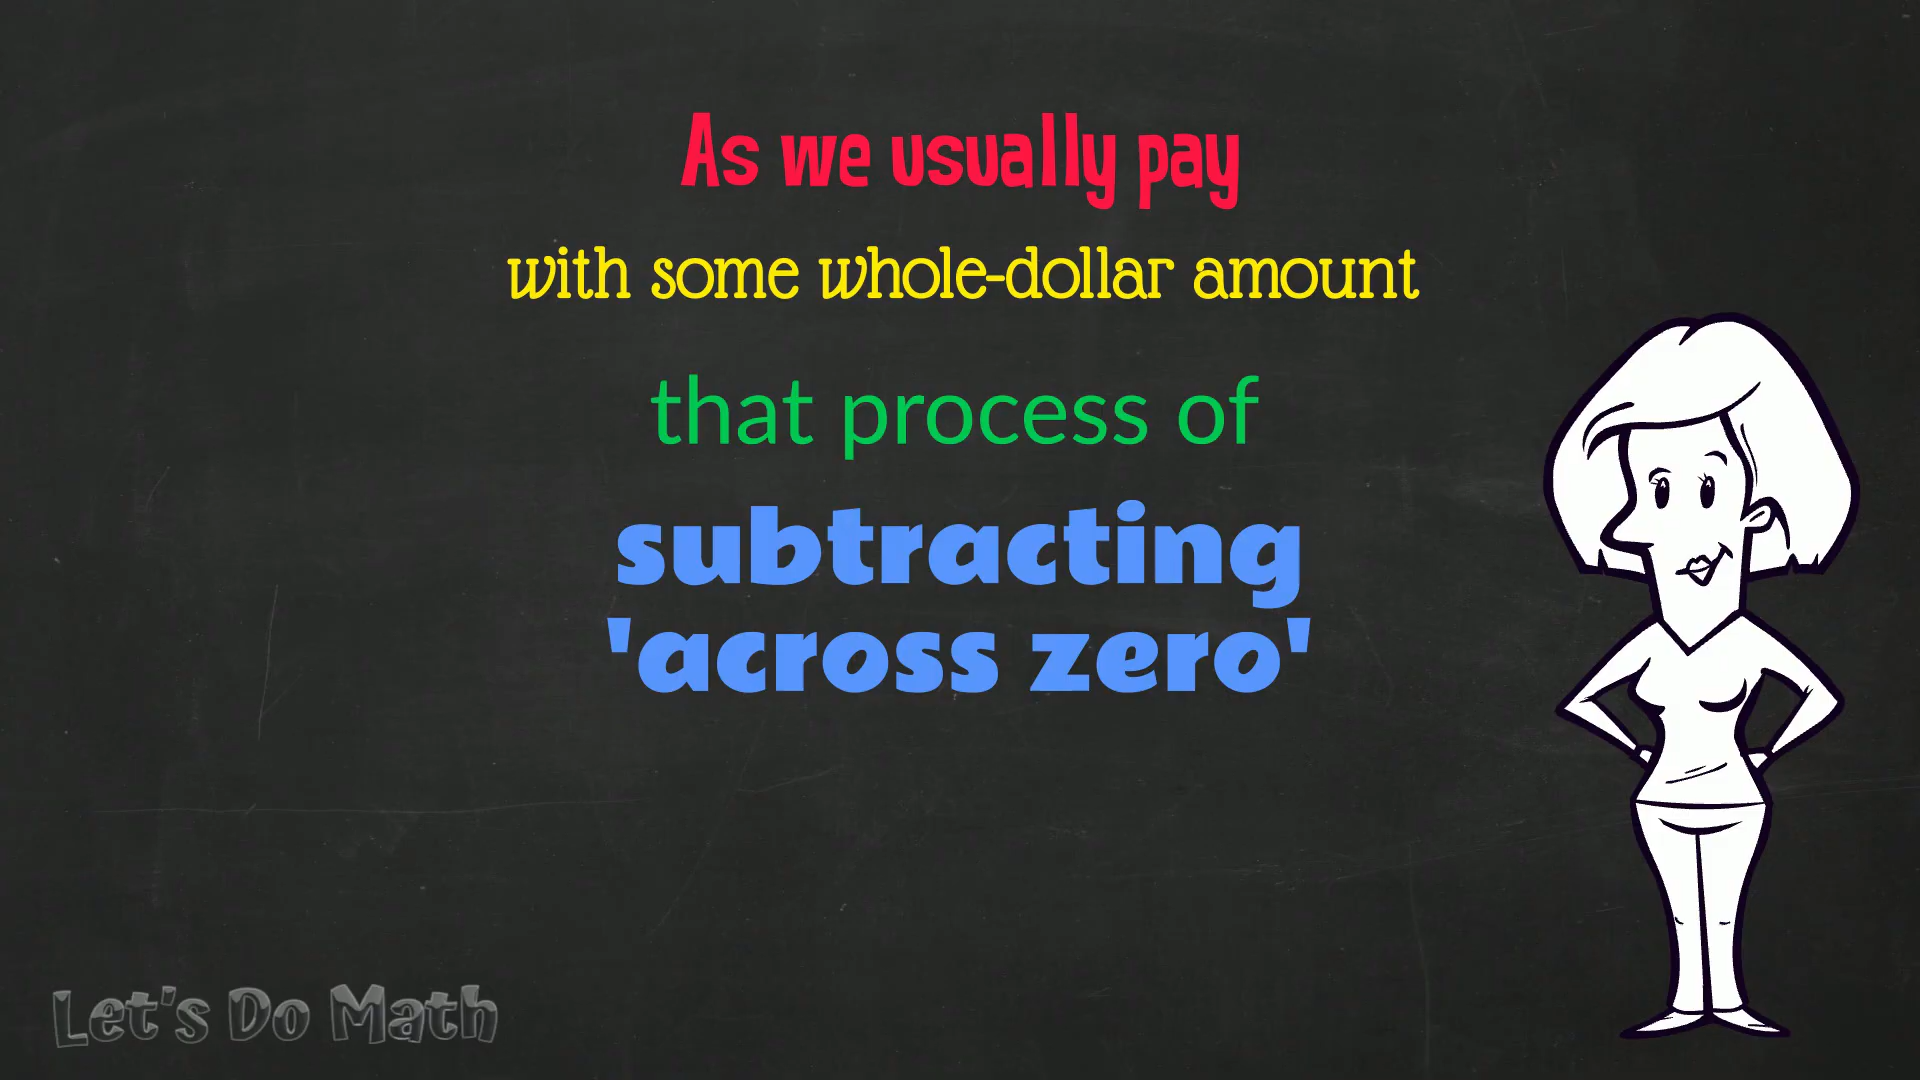 As we usually pay
with some whole-dollar amount
that process of
subtracting
'across zero'
Let's Do Math